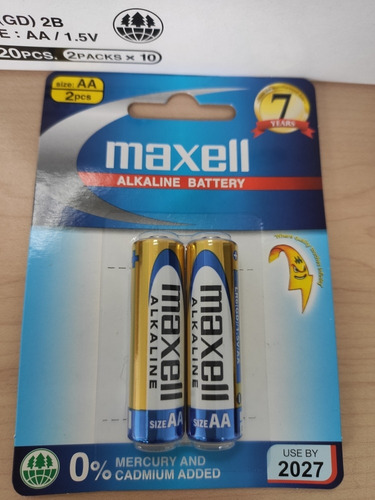 (GD) 2B
E : AA / 1.5V
20PCS. 2PACKS X 10
size: AA
2pcs
7
YEARS
maxell
ALKALINE BATTERY
maxell
ALKALINE
SIZE AA
maxell
ALKALINE
SIZE AA
0% MERCURY AND
CADMIUM ADDED
USE BY
2027